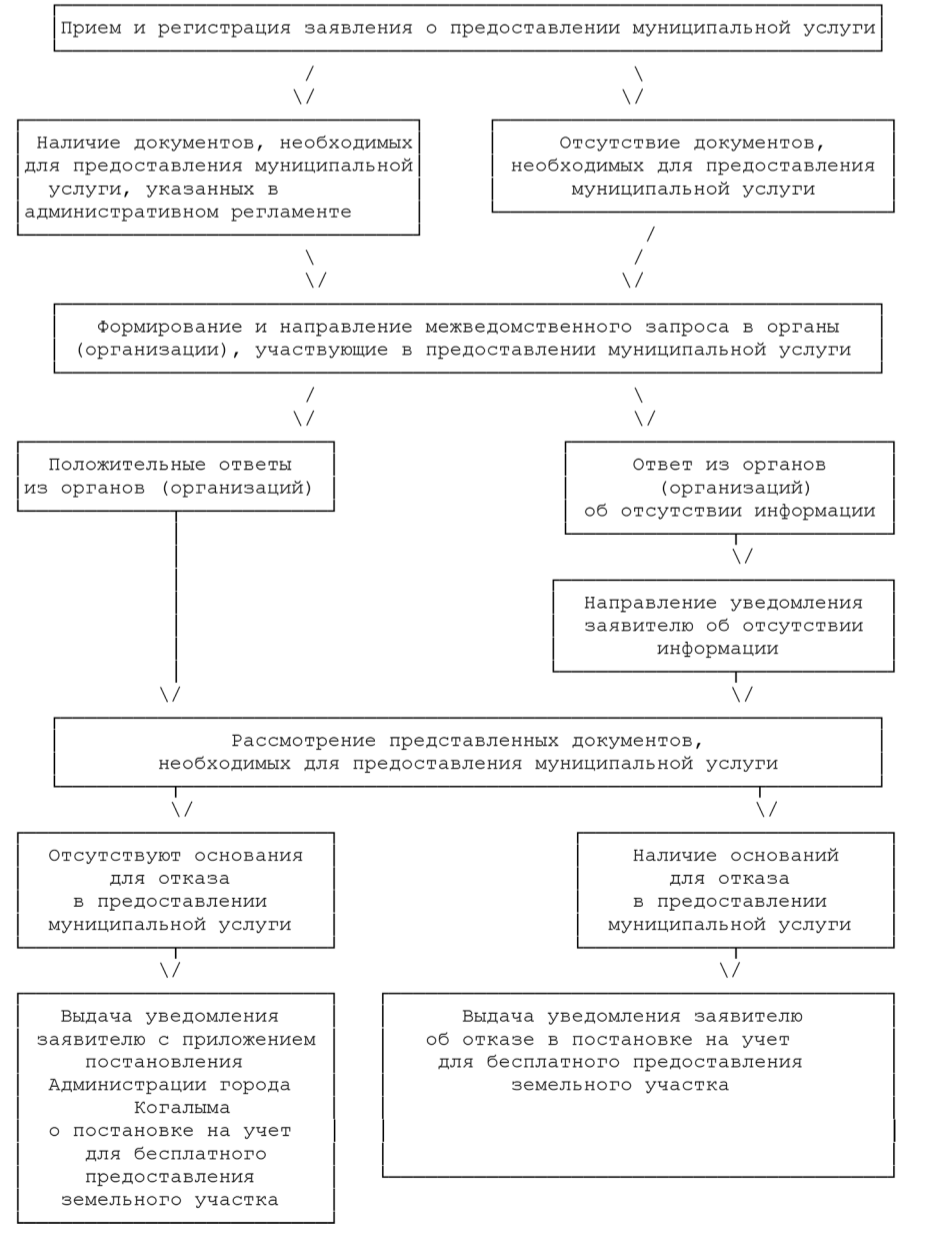 Прием и регистрация заявления о предоставлении муниципальной услуги
Наличие документов, необходимых
для предоставления муниципальной
услуги, указанных в
административном регламенте
Отсутствие документов,
необходимых для предоставления
муниципальной услуги
Формирование и направление межведомственного запроса в органы
(организации), участвующие в предоставлении муниципальной услуги
Положительные ответы
из органов (организаций)
Ответ из органов
(организаций)
об отсутствии информации
Направление уведомления
заявителю об отсутствии
информации
Рассмотрение представленных документов,
необходимых для предоставления муниципальной услуги
Отсутствуют основания
для отказа
в предоставлении
муниципальной услуги
Наличие оснований
для отказа
в предоставлении
муниципальной услуги
Выдача уведомления
заявителю с приложением
постановления
Администрации города
Когалыма
о постановке на учет
для бесплатного
предоставления
земельного участка
Выдача уведомления заявителю
об отказе в постановке на учет
для бесплатного предоставления
земельного участка